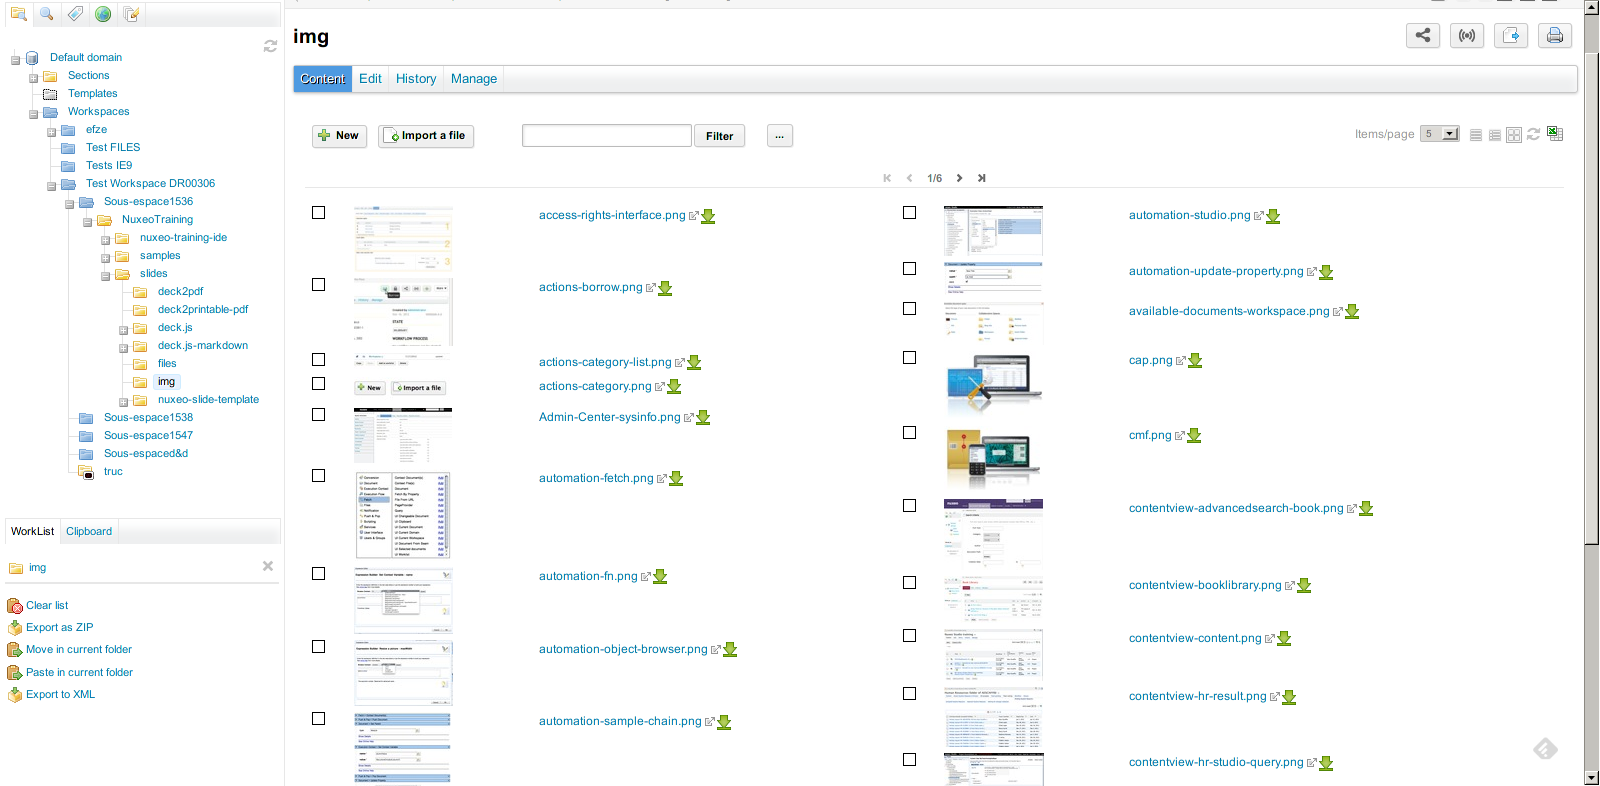 Default domain
Sections
Templates
Workspaces
efze
Test FILES
Tests IE9
Test Workspace DR00306
Sous-espace1536
NuxeoTraining
nuxeo-training-ide
samples
slides
deck2pdf
deck2printable-pdf
deck.js
deck.js-markdown
files
img
nuxeo-slide-template
Sous-espace1538
Sous-espace1547
Sous-espaced&d
truc
WorkList Clipboard
img
Clear list
Export as ZIP
Move in current folder
Paste in current folder
Export to XML
img
Content Edit History Manage
New Import a file Filter ... Items/page 5
1/6
access-rights-interface.png
actions-borrow.png
actions-category-list.png
New Import a file
actions-category.png
Admin-Center-sysinfo.png
automation-fetch.png
automation-fn.png
automation-object-browser.png
automation-sample-chain.png
automation-studio.png
automation-update-property.png
available-documents-workspace.png
cap.png
cmf.png
contentview-advancedsearch-book.png
contentview-booklibrary.png
contentview-content.png
contentview-hr-result.png
contentview-hr-studio-query.png